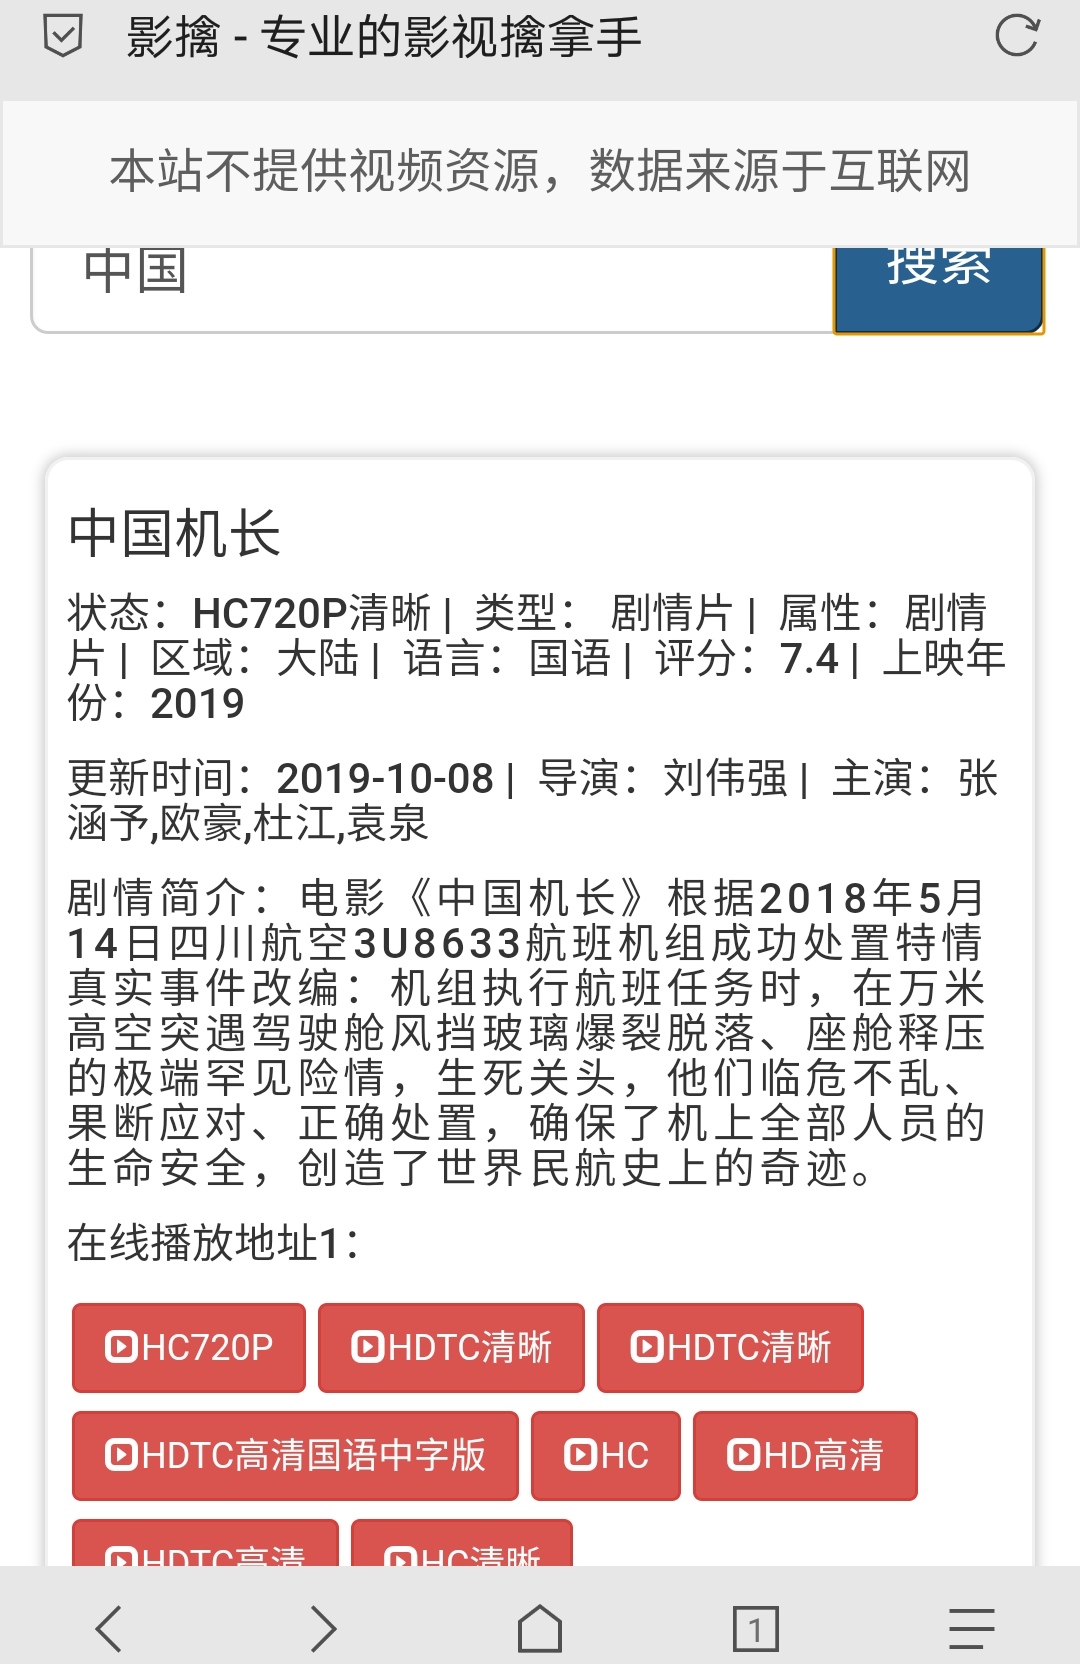 影擒 - 专业的影视擒拿手
本站不提供视频资源，数据来源于互联网
中国
搜索
中国机长
状态：HC720P清晰 | 类型： 剧情片 | 属性：剧情
片 | 区域：大陆 | 语言：国语 | 评分：7.4 | 上映年
份：2019
更新时间：2019-10-08 | 导演：刘伟强 | 主演：张
涵予,欧豪,杜江,袁泉
剧情简介：电影《中国机长》根据2018年5月
14日四川航空3U8633航班机组成功处置特情
真实事件改编：机组执行航班任务时，在万米
高空突遇驾驶舱风挡玻璃爆裂脱落、座舱释压
的极端罕见险情，生死关头，他们临危不乱、
果断应对、正确处置，确保了机上全部人员的
生命安全，创造了世界民航史上的奇迹。
在线播放地址1：
HC720P HDTC清晰 HDTC清晰
HDTC高清国语中字版 HC HD高清
HDTC高清 HC清晰
1